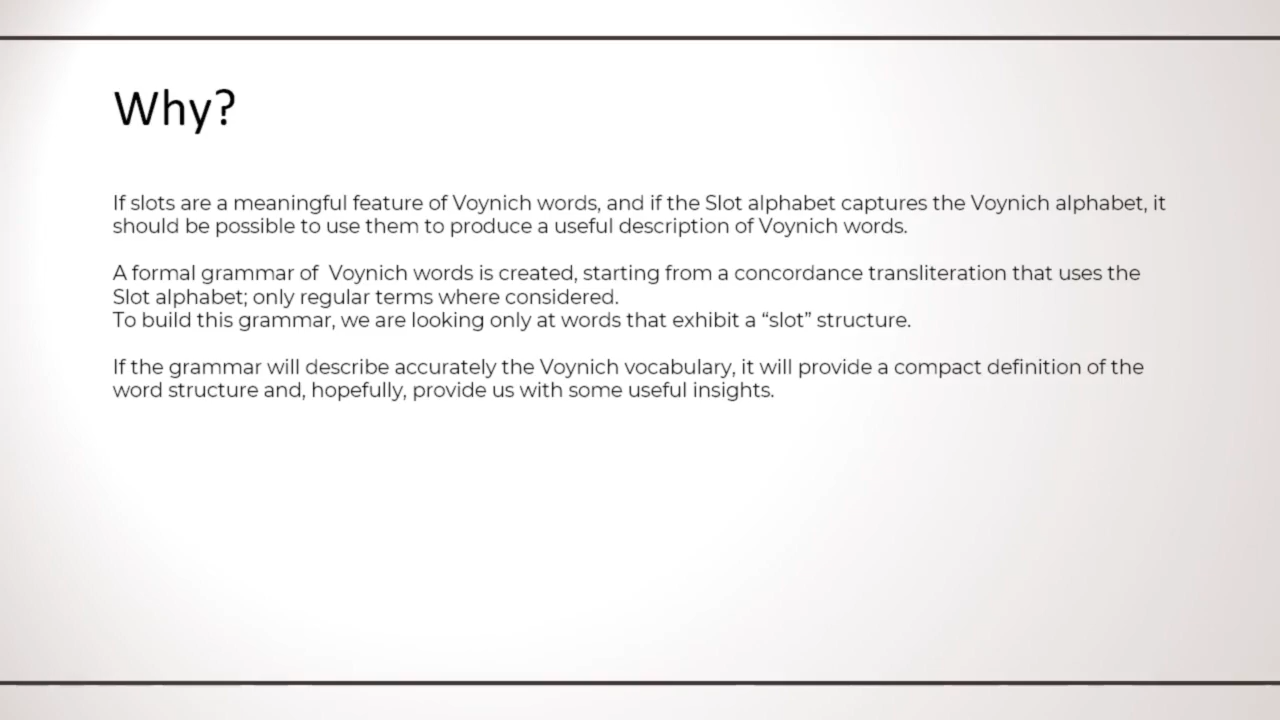 Why?
If slots are a meaningful feature of Voynich words, and if the Slot alphabet captures the Voynich alphabet, it
should be possible to use them to produce a useful description of Voynich words.
A formal grammar of  Voynich words is created, starting from a concordance transliteration that uses the
Slot alphabet; only regular terms where considered.
To build this grammar, we are looking only at words that exhibit a “slot” structure.
If the grammar will describe accurately the Voynich vocabulary, it will provide a compact definition of the
word structure and, hopefully, provide us with some useful insights.